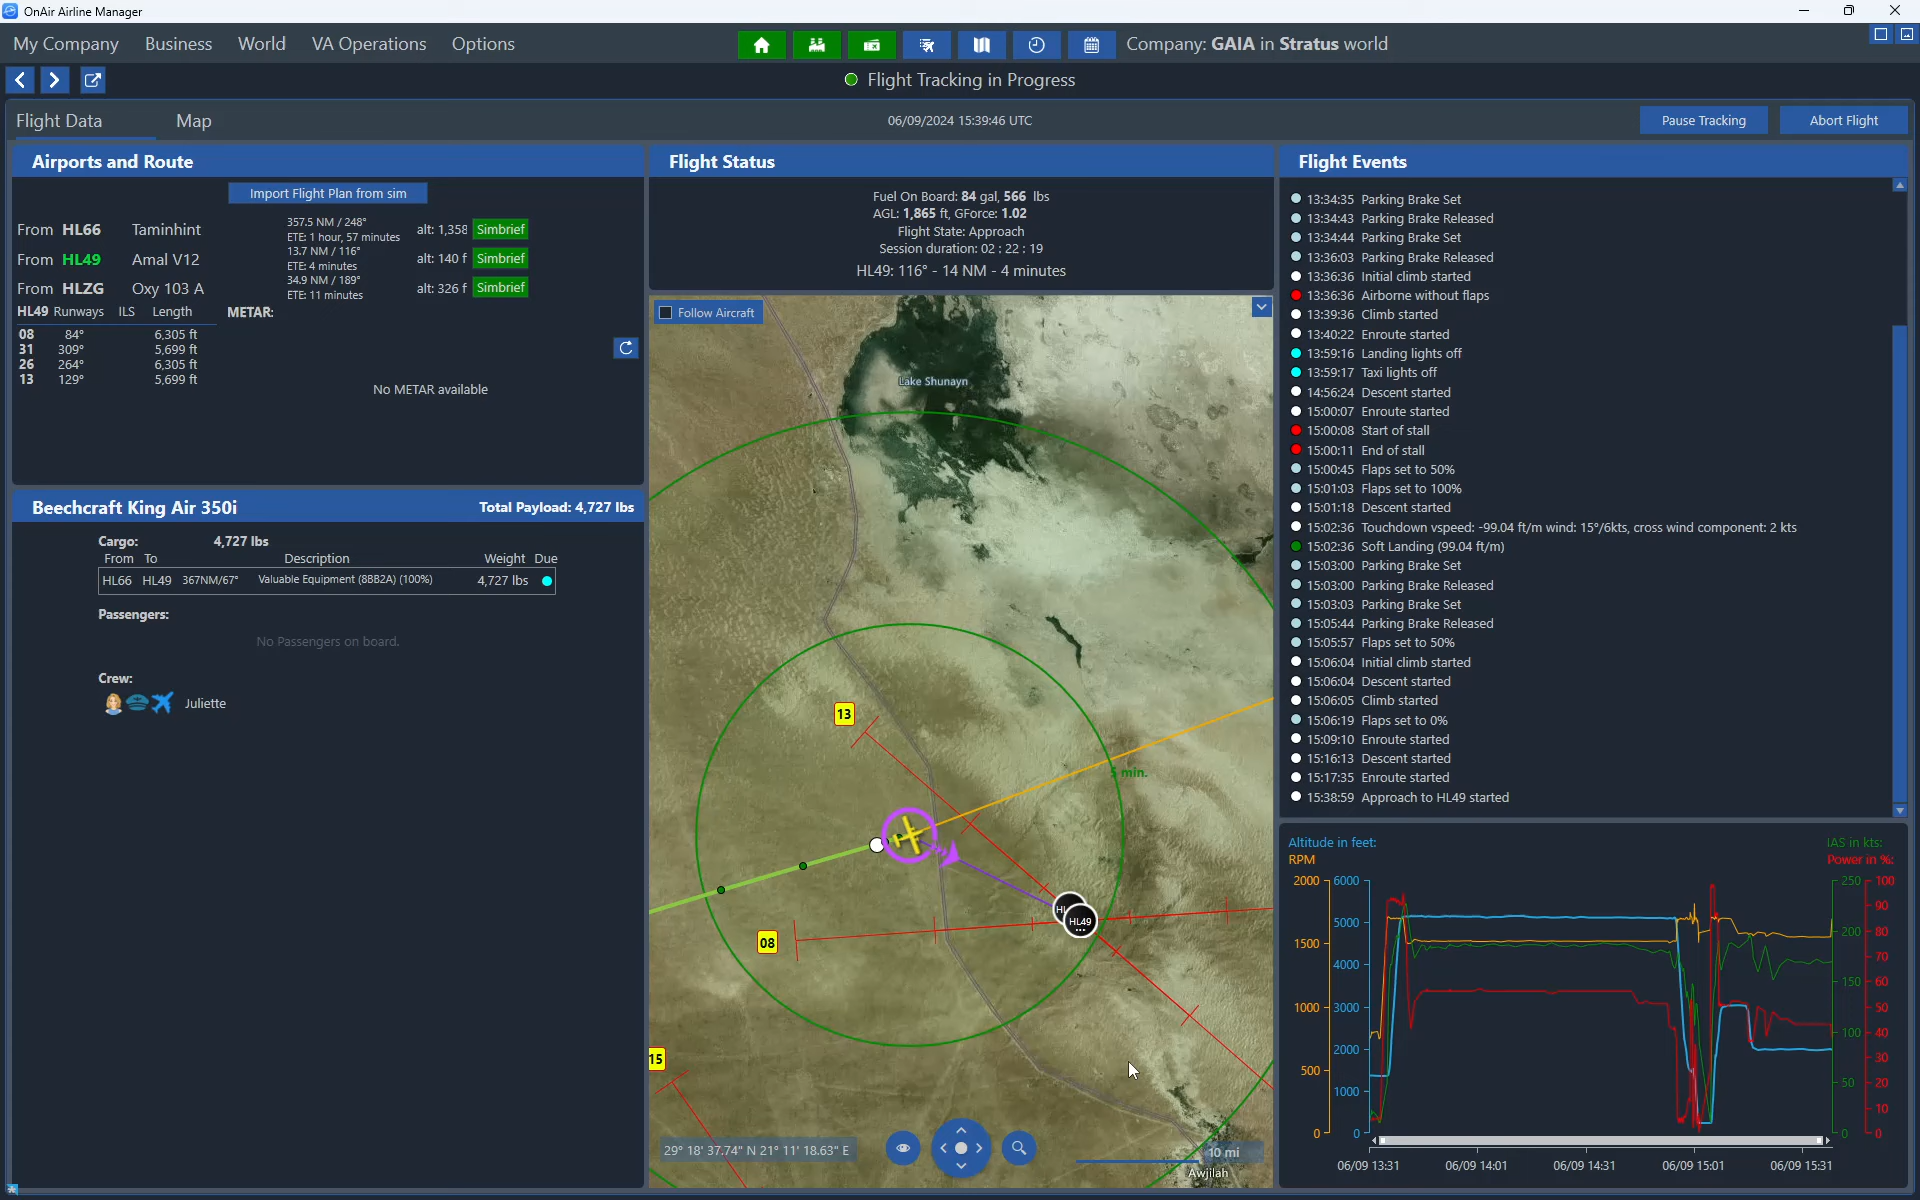 OnAir Airline Manager
My Company Business World VA Operations Options
Company: GAIA in Stratus world
Flight Tracking in Progress
Flight Data Map
06/09/2024 15:39:46 UTC
Pause Tracking Abort Flight
Airports and Route
Import Flight Plan from sim
From HL66 Taminhint 357.5 NM / 248° alt: 1,358 Simbrief
ETE: 1 hour, 57 minutes
From HL49 Amal V12 13.7 NM / 116° alt: 140 f Simbrief
ETE: 4 minutes
From HLZG Oxy 103 A 34.9 NM / 189° alt: 326 f Simbrief
ETE: 11 minutes
HL49 Runways ILS Length METAR:
08 84° 6,305 ft
31 309° 5,699 ft
26 264° 6,305 ft
13 129° 5,699 ft
No METAR available
Beechcraft King Air 350i Total Payload: 4,727 lbs
Cargo: 4,727 lbs
From To Description Weight Due
HL66 HL49 367NM/67° Valuable Equipment (8BB2A) (100%) 4,727 lbs
Passengers:
No Passengers on board.
Crew:
Juliette
Flight Status
Fuel On Board: 84 gal, 566 lbs
AGL: 1,865 ft, GForce: 1.02
Flight State: Approach
Session duration: 02 : 22 : 19
HL49: 116° - 14 NM - 4 minutes
Follow Aircraft
Lake Shunayn
13
5 min.
HL
HL49
...
08
15
29° 18' 37.74" N 21° 11' 18.63" E
10 mi
Awjilah
Flight Events
13:34:35 Parking Brake Set
13:34:43 Parking Brake Released
13:34:44 Parking Brake Set
13:36:03 Parking Brake Released
13:36:36 Initial climb started
13:36:36 Airborne without flaps
13:39:36 Climb started
13:40:22 Enroute started
13:59:16 Landing lights off
13:59:17 Taxi lights off
14:56:24 Descent started
15:00:07 Enroute started
15:00:08 Start of stall
15:00:11 End of stall
15:00:45 Flaps set to 50%
15:01:03 Flaps set to 100%
15:01:18 Descent started
15:02:36 Touchdown vspeed: -99.04 ft/m wind: 15°/6kts, cross wind component: 2 kts
15:02:36 Soft Landing (99.04 ft/m)
15:03:00 Parking Brake Set
15:03:00 Parking Brake Released
15:03:03 Parking Brake Set
15:05:44 Parking Brake Released
15:05:57 Flaps set to 50%
15:06:04 Initial climb started
15:06:04 Descent started
15:06:05 Climb started
15:06:19 Flaps set to 0%
15:09:10 Enroute started
15:16:13 Descent started
15:17:35 Enroute started
15:38:59 Approach to HL49 started
Altitude in feet: IAS in kts:
RPM Power in %:
2000 6000 250 100
90
5000 200 80
1500 70
4000 150 60
1000 3000 50
100 40
2000 30
500 50 20
1000 10
0 0 0 0
06/09 13:31 06/09 14:01 06/09 14:31 06/09 15:01 06/09 15:31